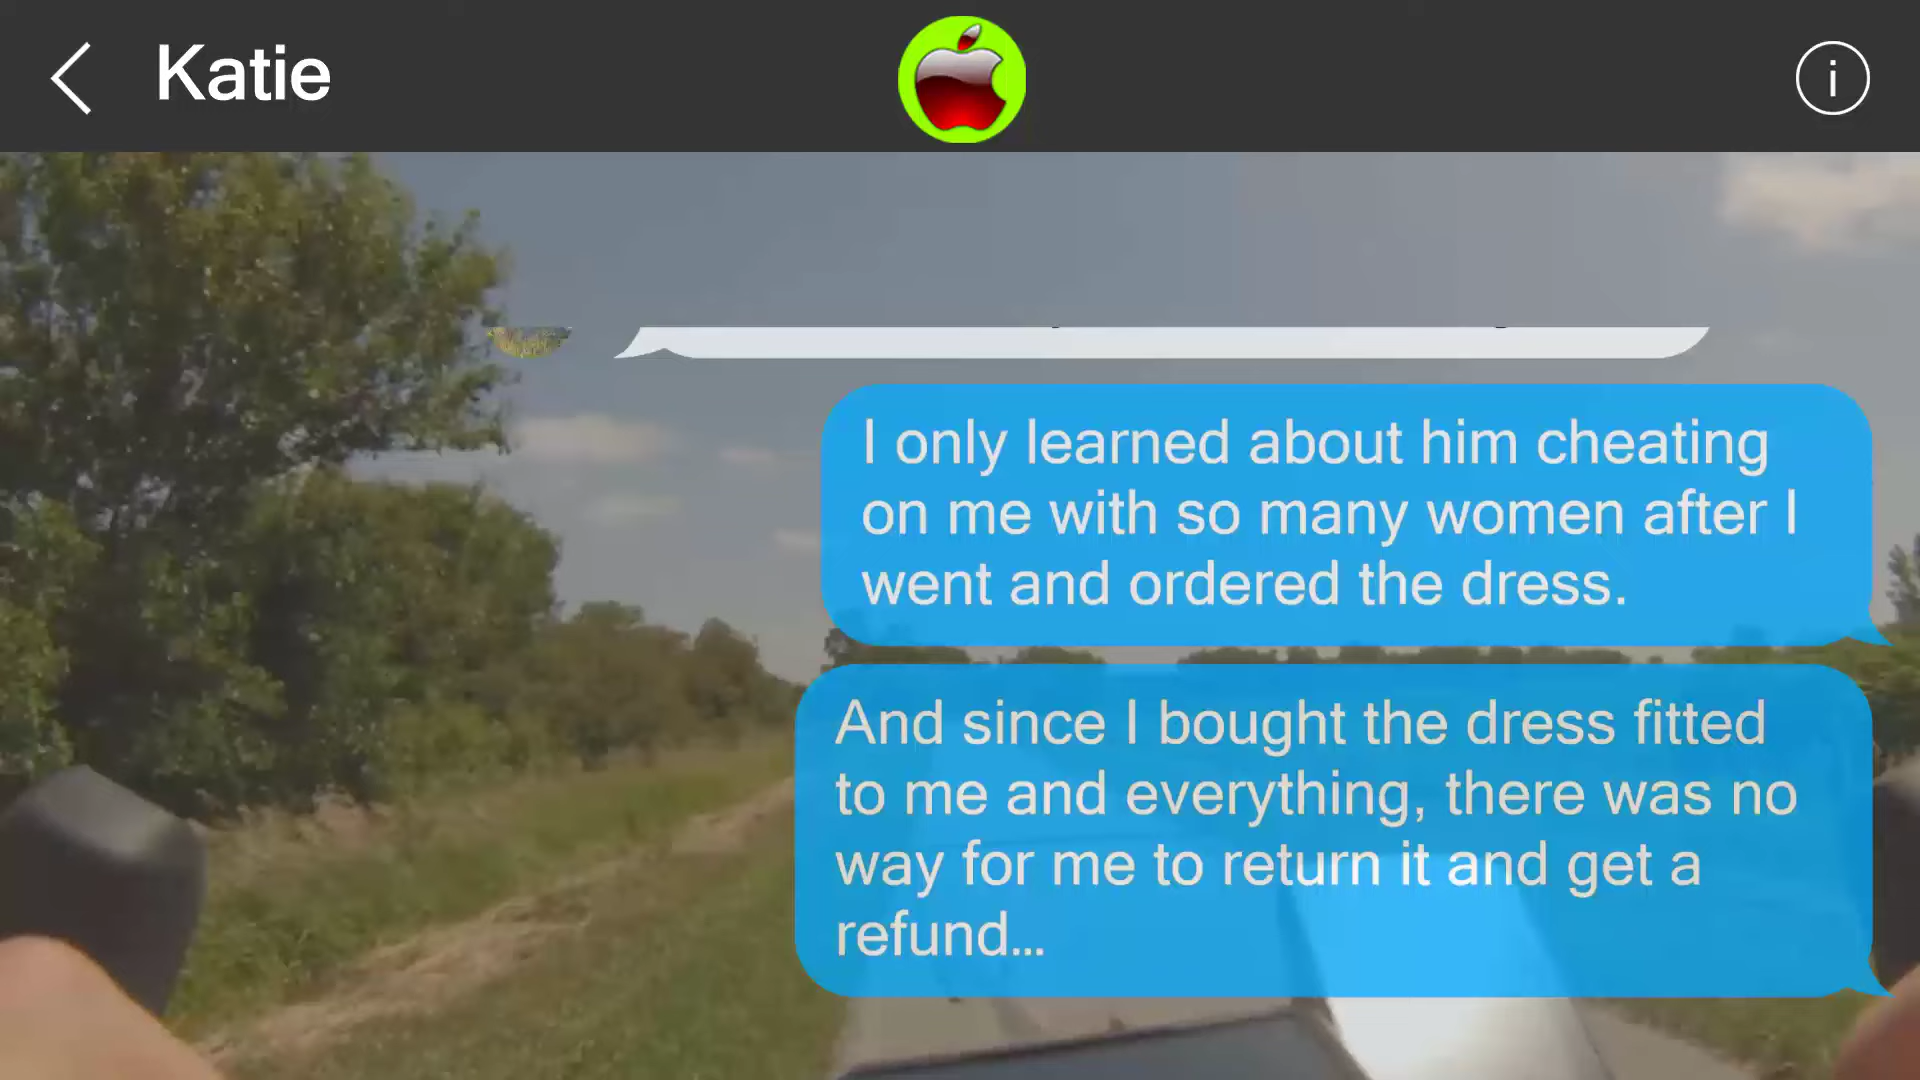 Katie
I only learned about him cheating
on me with so many women after I
went and ordered the dress.
And since I bought the dress fitted
to me and everything, there was no
way for me to return it and get a
refund...